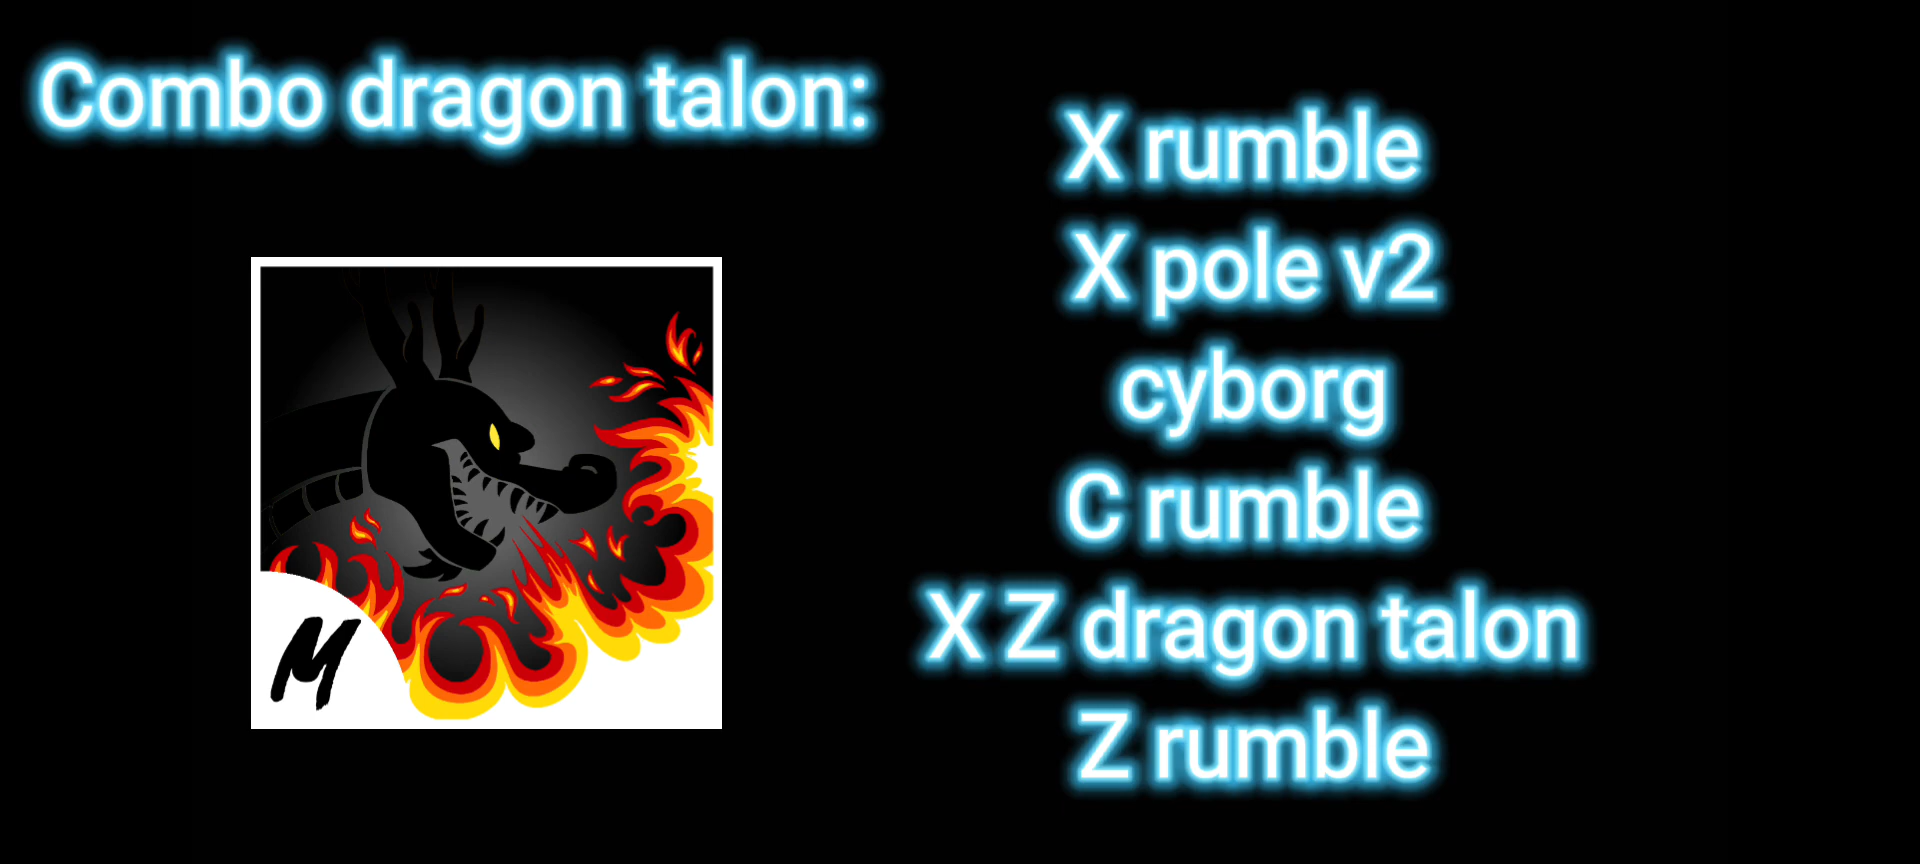 Combo dragon talon:
M
X rumble
X pole v2
cyborg
C rumble
X Z dragon talon
Z rumble